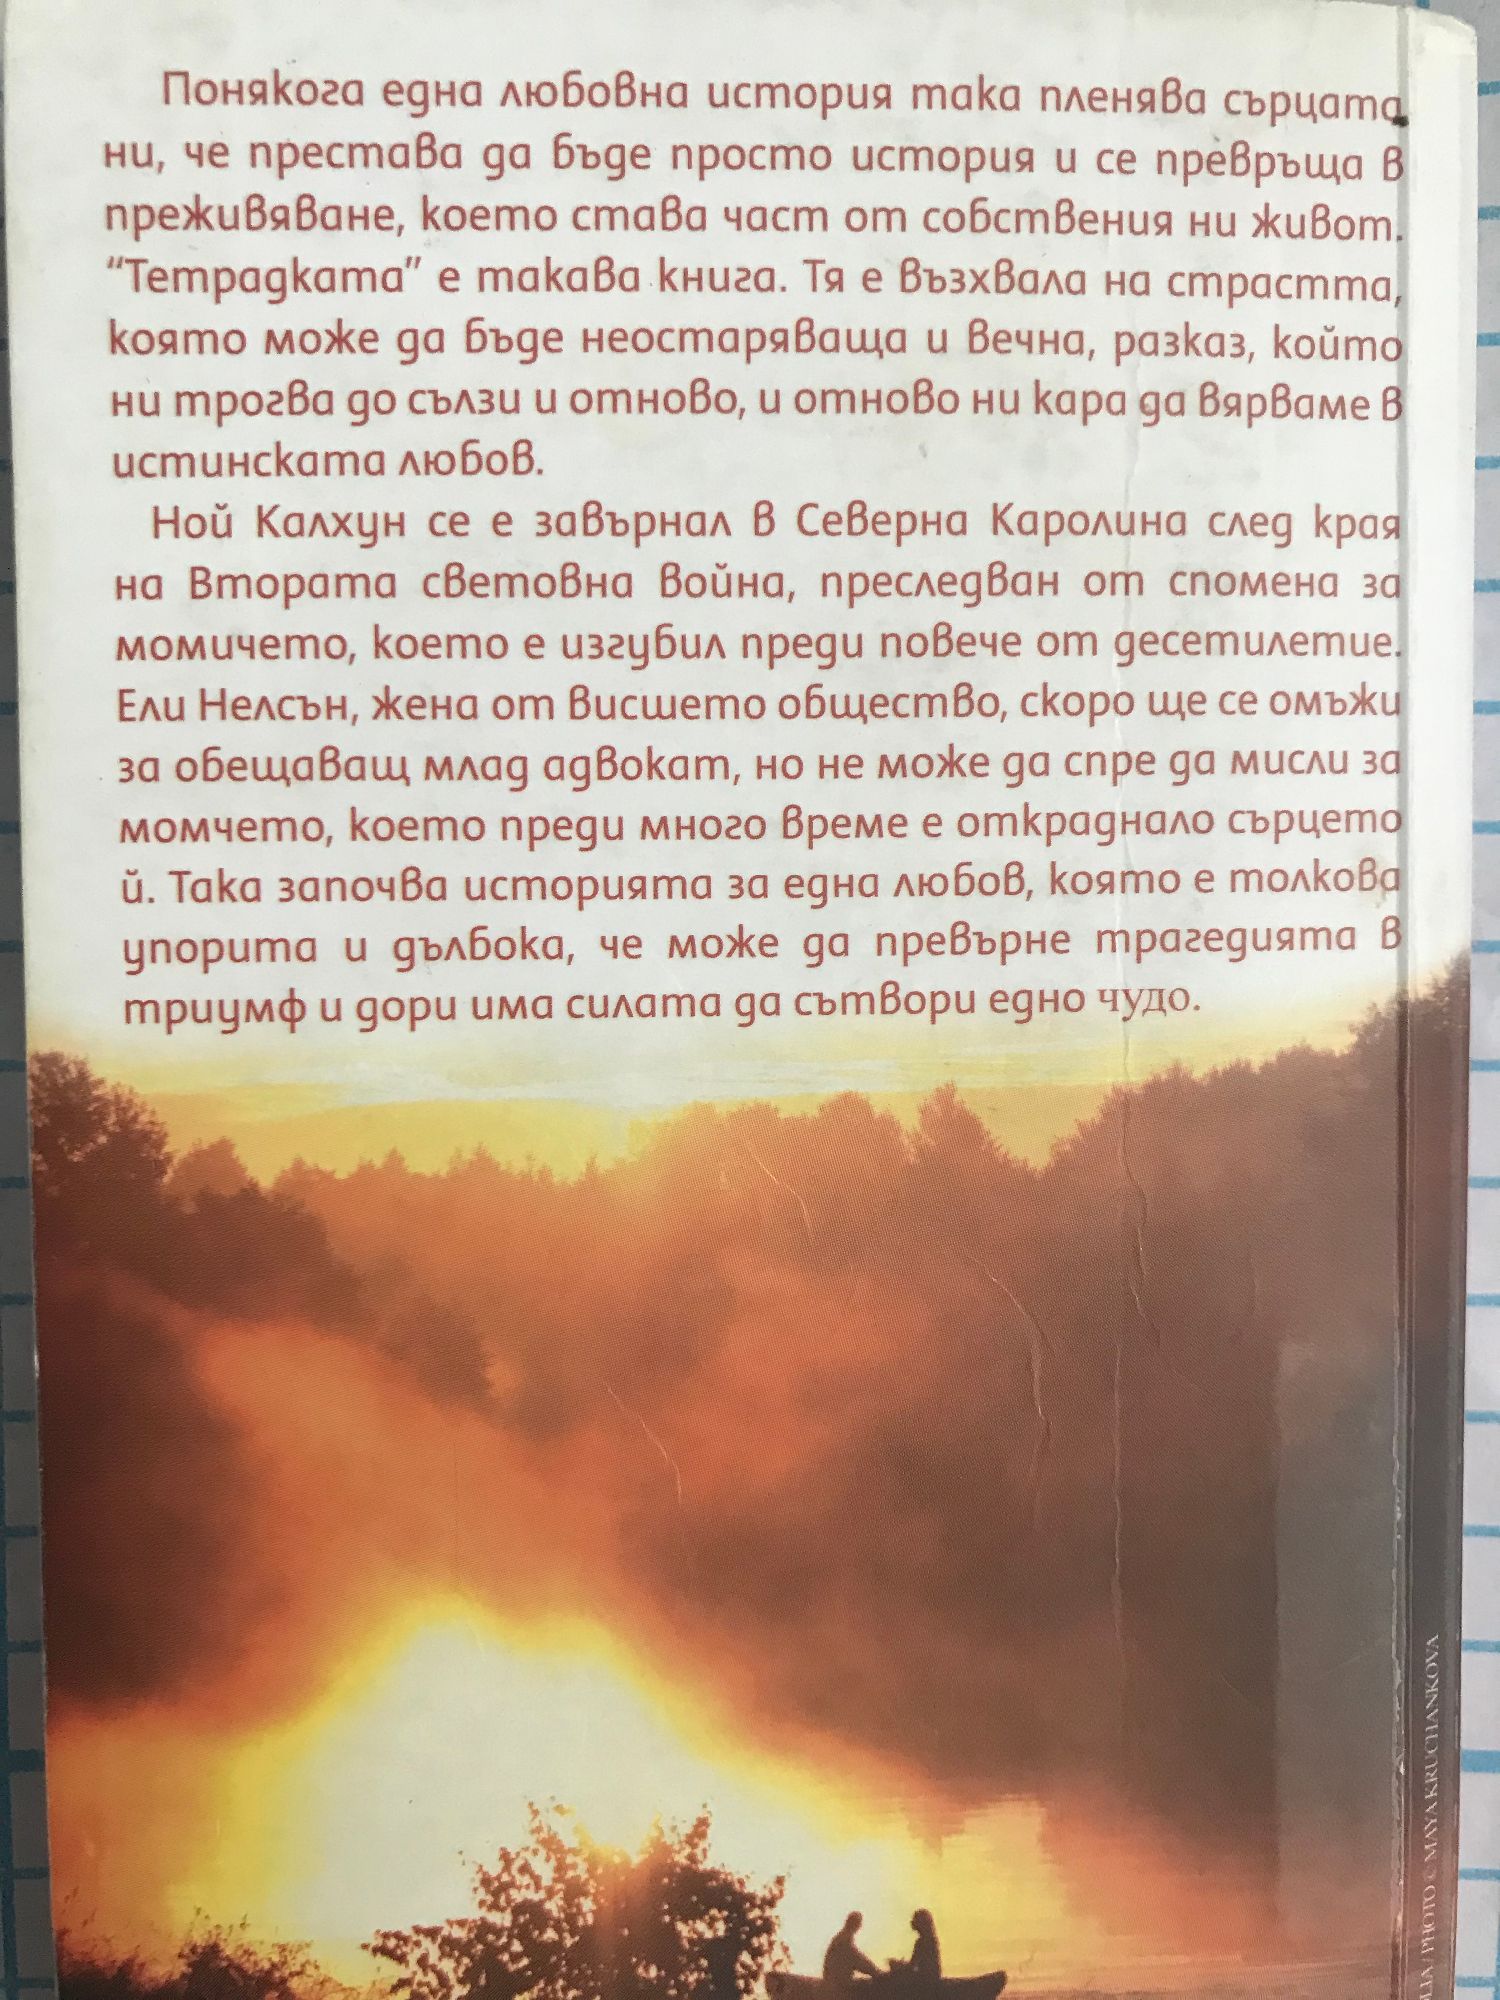 Понякога една любовна история така пленява сърцата
ни, че престава да бъде просто история и се превръща в
преживяване, което става част от собствения ни живот.
“Тетрадката” е такава книга. Тя е възхвала на страстта,
която може да бъде неостаряваща и вечна, разказ, който
ни трогва до сълзи и отново, и отново ни кара да вярваме в
истинската любов.
Ной Калхун се е завърнал в Северна Каролина след края
на Втората световна война, преследван от спомена за
момичето, което е изгубил преди повече от десетилетие.
Ели Нелсън, жена от висшето общество, скоро ще се омъжи
за обещаващ млад адвокат, но не може да спре да мисли за
момчето, което преди много време е откраднало сърцето
й. Така започва историята за една любов, която е толкова
упорита и дълбока, че може да превърне трагедията в
триумф и дори има силата да сътвори едно чудо.
PHOTO © MAYA KRUCHANKOVA